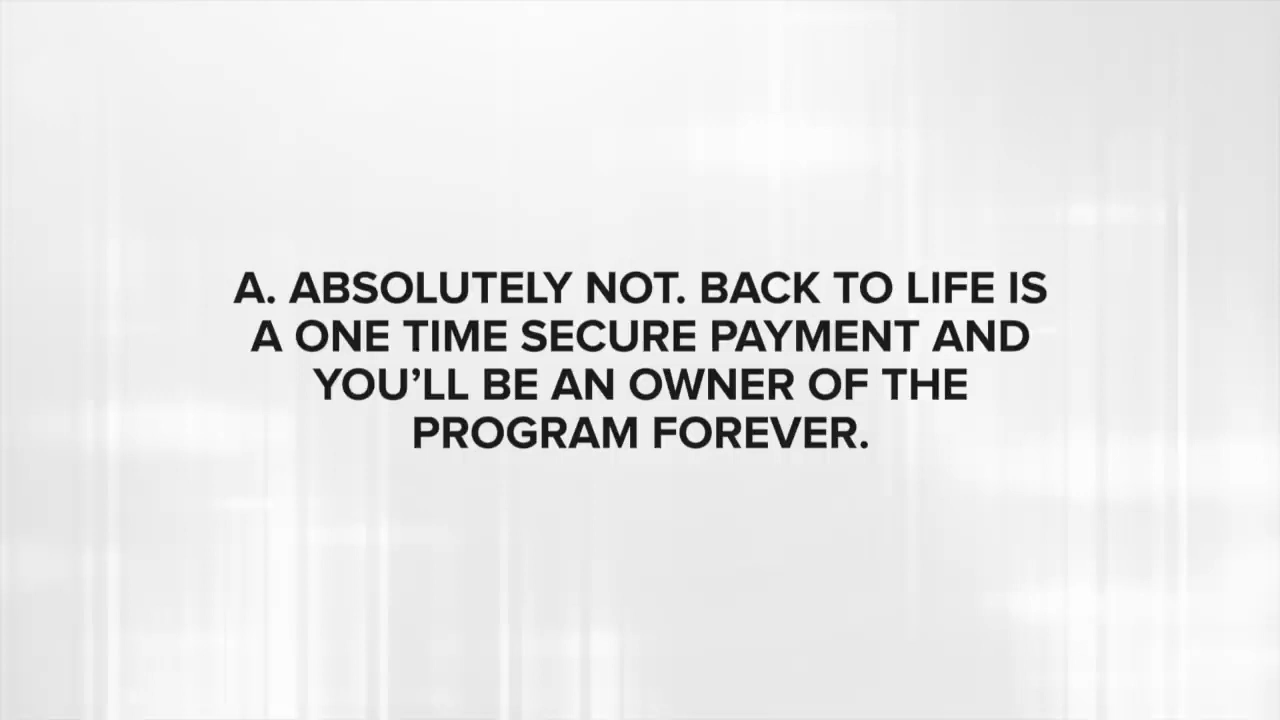 A. ABSOLUTELY NOT. BACK TO LIFE IS
A ONE TIME SECURE PAYMENT AND
YOU’LL BE AN OWNER OF THE
PROGRAM FOREVER.